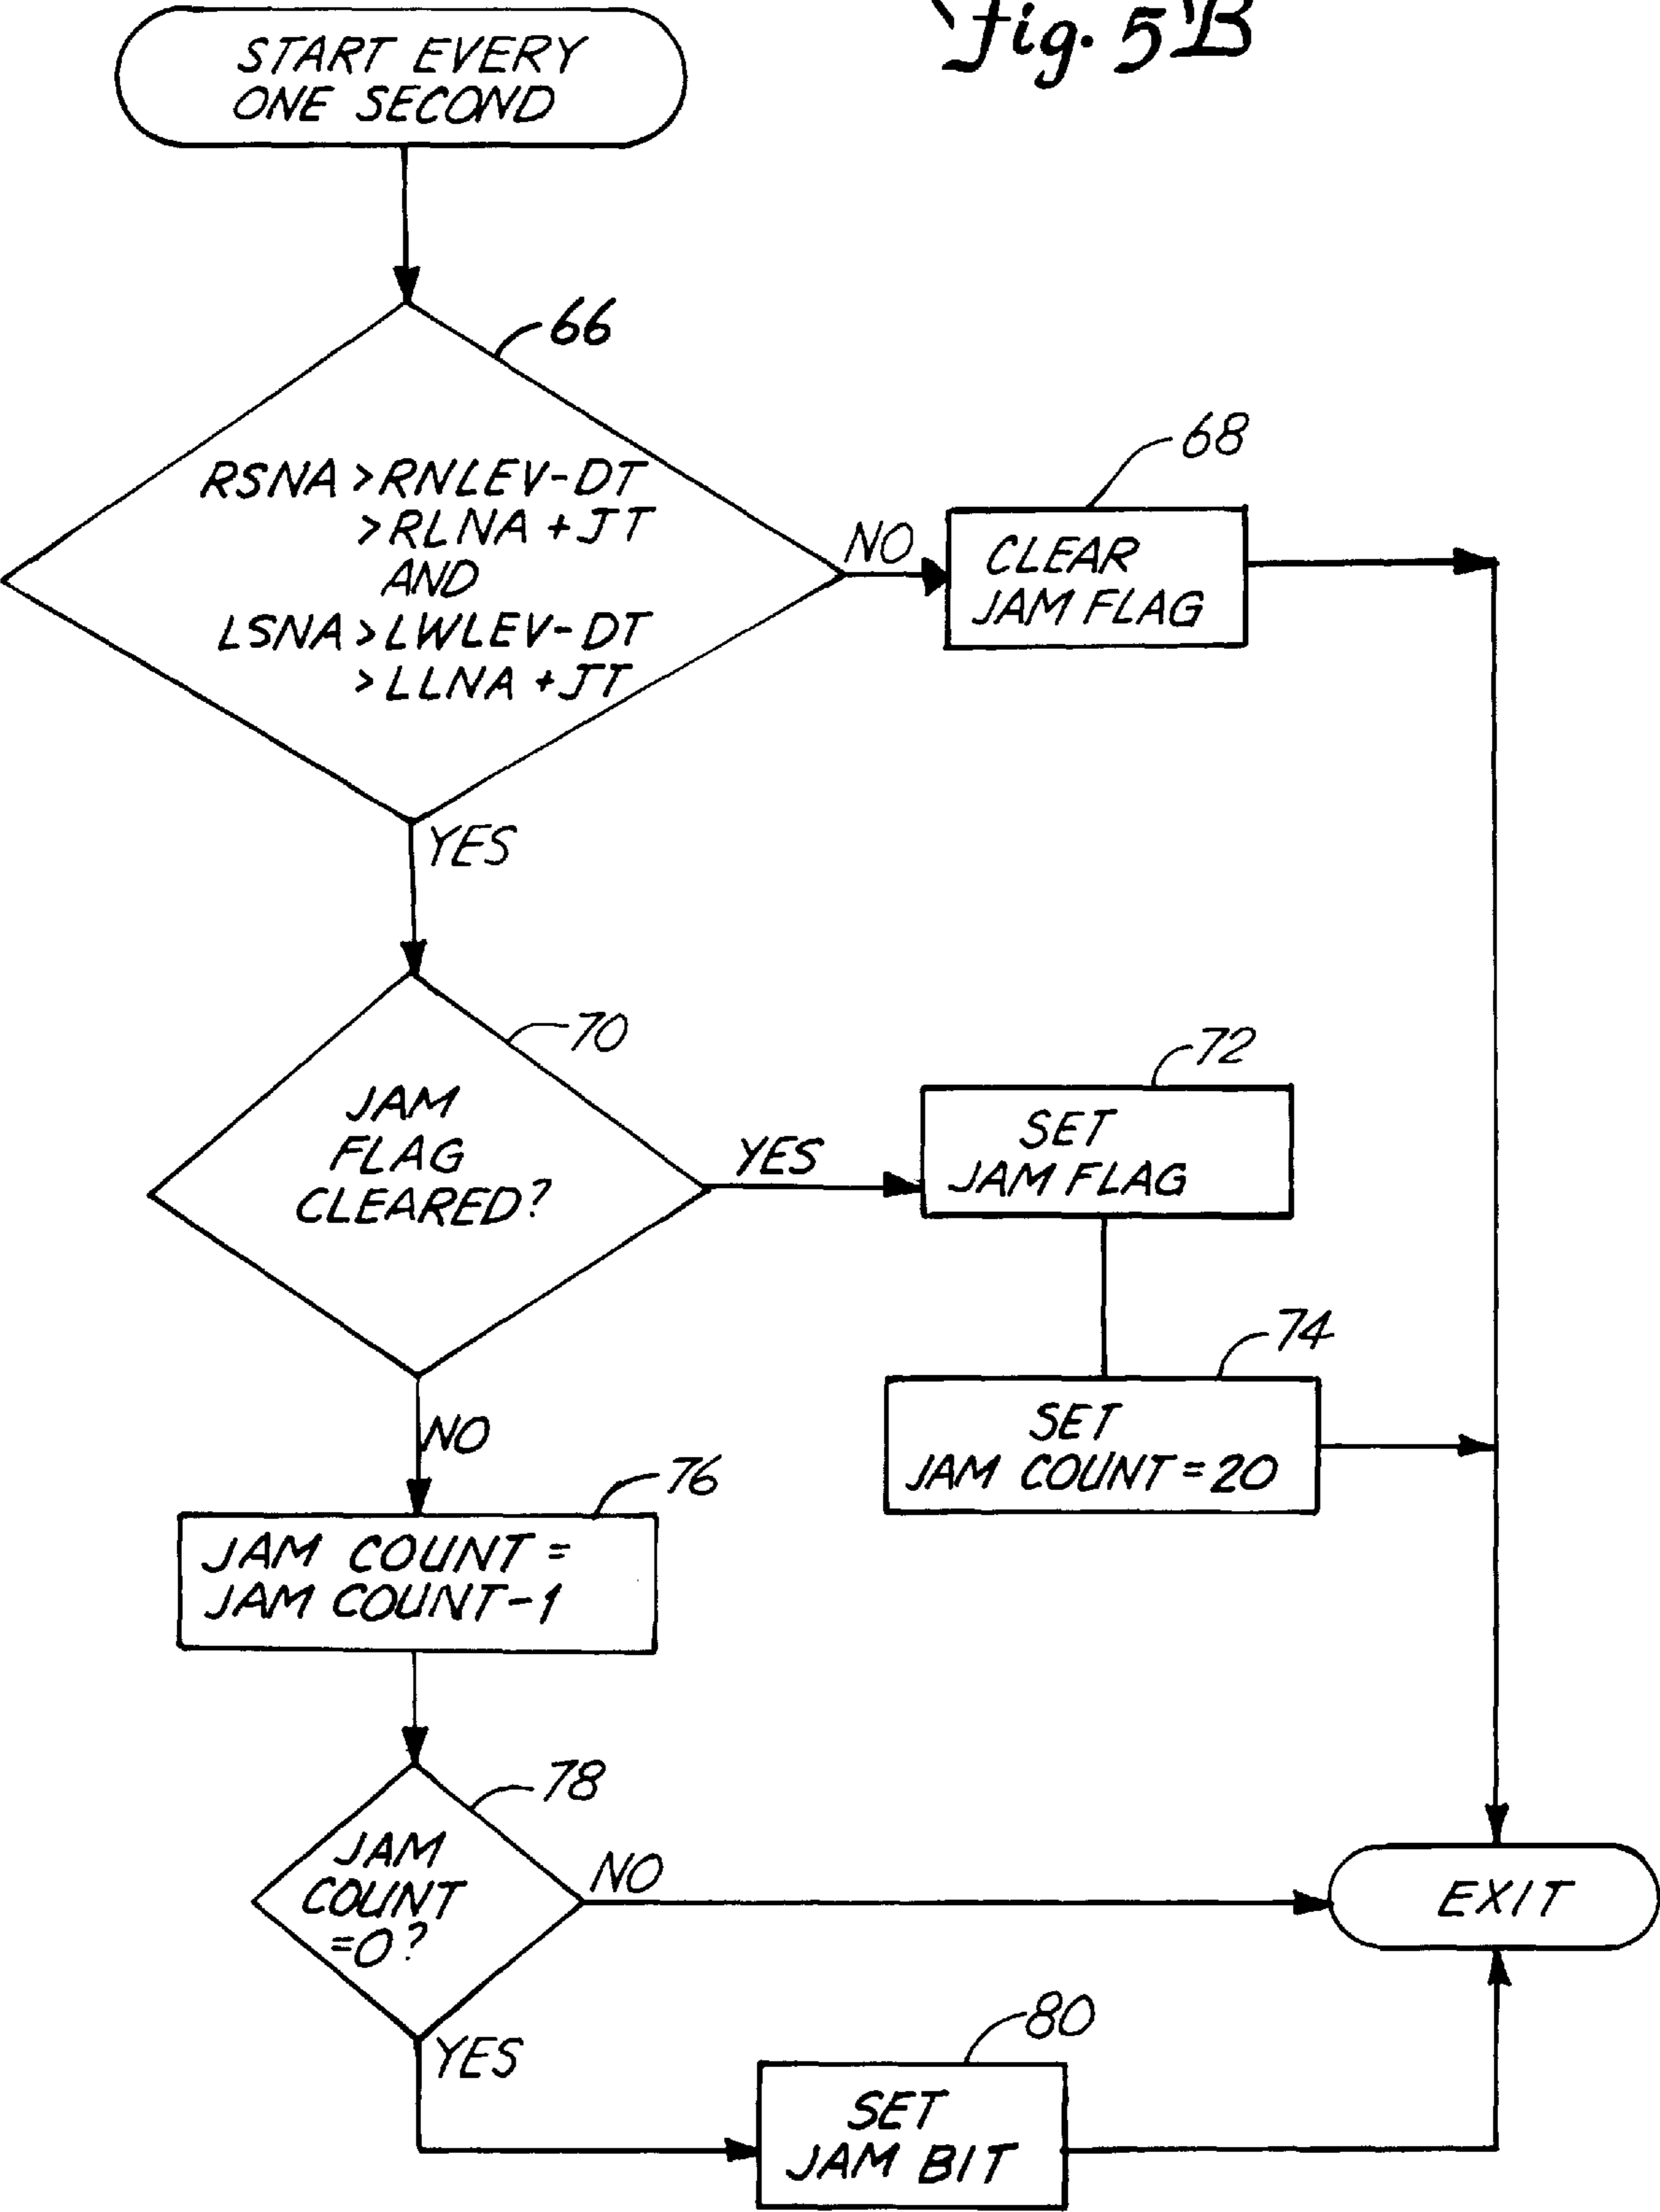 Fig. 5B
START EVERY
ONE SECOND
66
RSNA > RNLEV-DT
> RLNA + JT
AND
LSNA > LWLEV-DT
> LLNA + JT
NO
68
CLEAR
JAM FLAG
YES
70
JAM
FLAG
CLEARED?
YES
72
SET
JAM FLAG
74
SET
JAM COUNT = 20
NO
76
JAM COUNT =
JAM COUNT-1
78
JAM
COUNT
=0?
NO
EXIT
YES
80
SET
JAM BIT